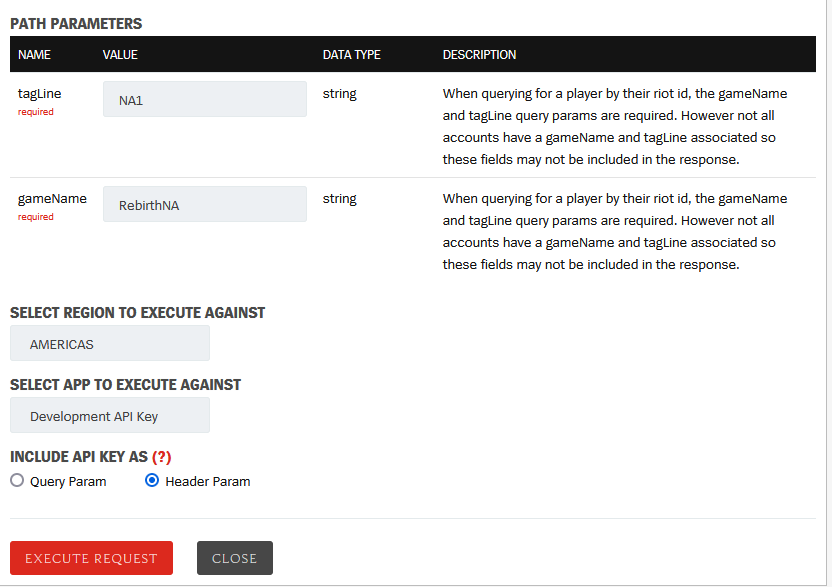 PATH PARAMETERS
NAME VALUE DATA TYPE DESCRIPTION
tagLine NA1 string When querying for a player by their riot id, the gameName
required and tagLine query params are required. However not all
accounts have a gameName and tagLine associated so
these fields may not be included in the response.
gameName RebirthNA string When querying for a player by their riot id, the gameName
required and tagLine query params are required. However not all
accounts have a gameName and tagLine associated so
these fields may not be included in the response.
SELECT REGION TO EXECUTE AGAINST
AMERICAS
SELECT APP TO EXECUTE AGAINST
Development API Key
INCLUDE API KEY AS (?)
Query Param Header Param
EXECUTE REQUEST CLOSE